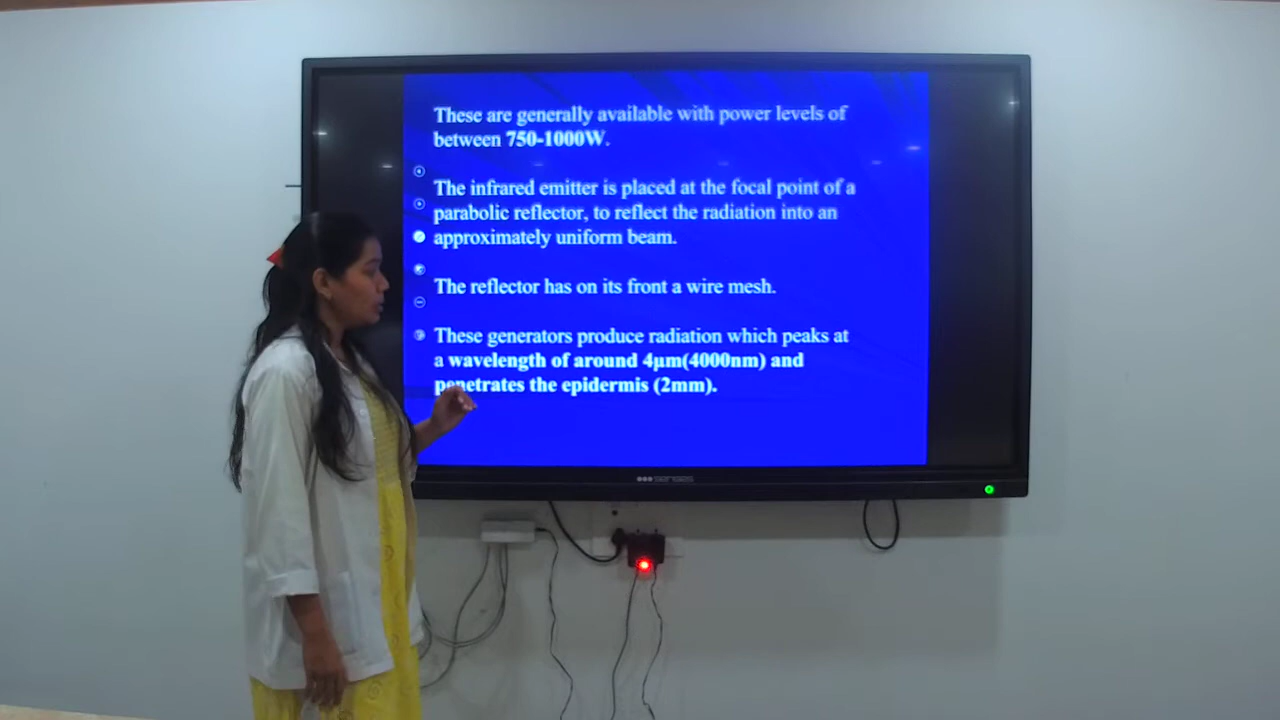 These are generally available with power levels of
between 750-1000W.
The infrared emitter is placed at the focal point of a
parabolic reflector, to reflect the radiation into an
approximately uniform beam.
The reflector has on its front a wire mesh.
These generators produce radiation which peaks at
a wavelength of around 4µm(4000nm) and
penetrates the epidermis (2mm).